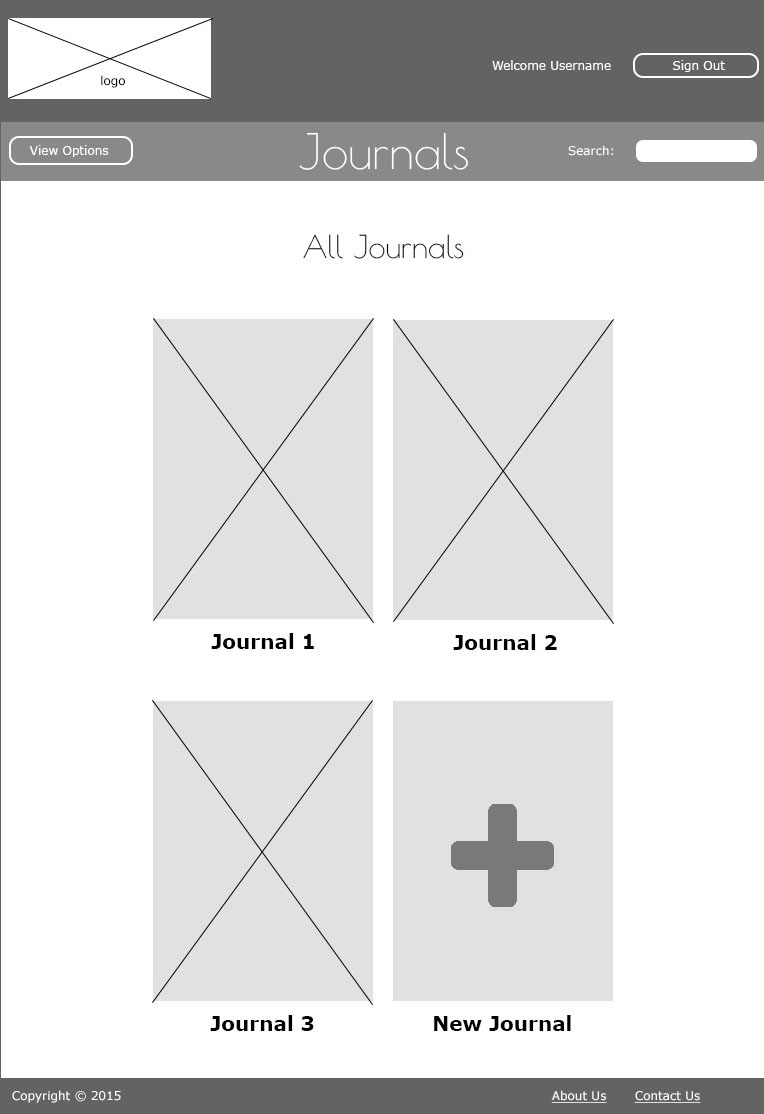 logo
Welcome Username
Sign Out
View Options
Journals
Search:
All Journals
Journal 1
Journal 2
Journal 3
New Journal
Copyright © 2015
About Us
Contact Us